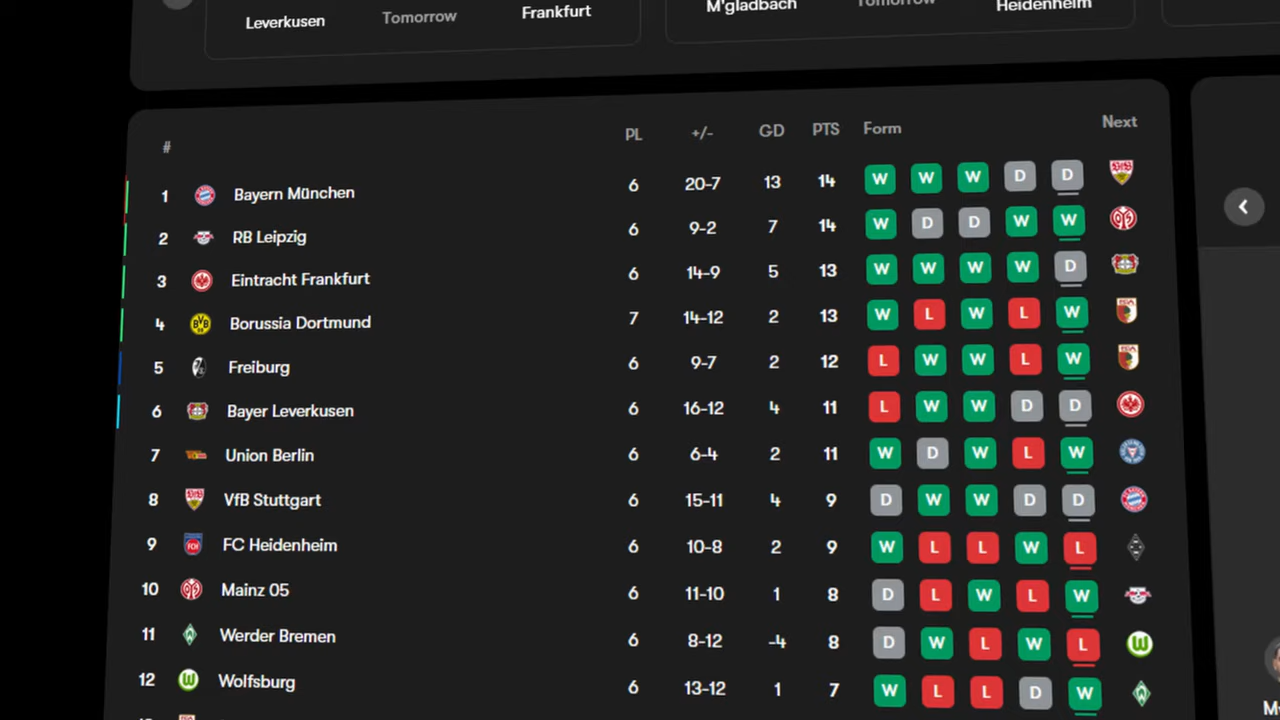 Leverkusen Tomorrow Frankfurt M'gladbach Tomorrow Heidenheim
# PL +/- GD PTS Form Next
1 Bayern München 6 20-7 13 14 W W W D D
2 RB Leipzig 6 9-2 7 14 W D D W W
3 Eintracht Frankfurt 6 14-9 5 13 W W W W D
4 Borussia Dortmund 7 14-12 2 13 W L W L W
5 Freiburg 6 9-7 2 12 L W W L W
6 Bayer Leverkusen 6 16-12 4 11 L W W D D
7 Union Berlin 6 6-4 2 11 W D W L W
8 VfB Stuttgart 6 15-11 4 9 D W W D D
9 FC Heidenheim 6 10-8 2 9 W L L W L
10 Mainz 05 6 11-10 1 8 D L W L W
11 Werder Bremen 6 8-12 -4 8 D W L W L
12 Wolfsburg 6 13-12 1 7 W L L D W